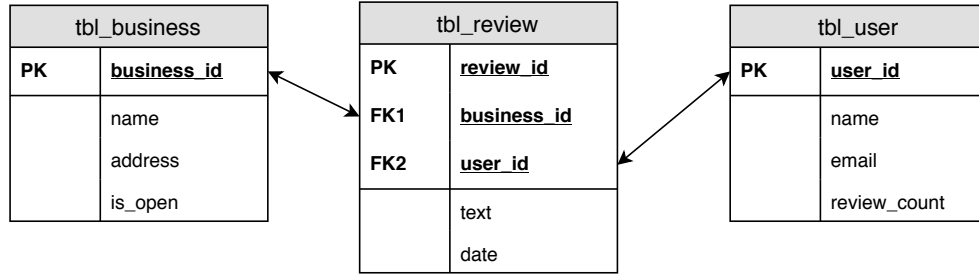 tbl_business
PK business_id
name
address
is_open
tbl_review
PK review_id
FK1 business_id
FK2 user_id
text
date
tbl_user
PK user_id
name
email
review_count